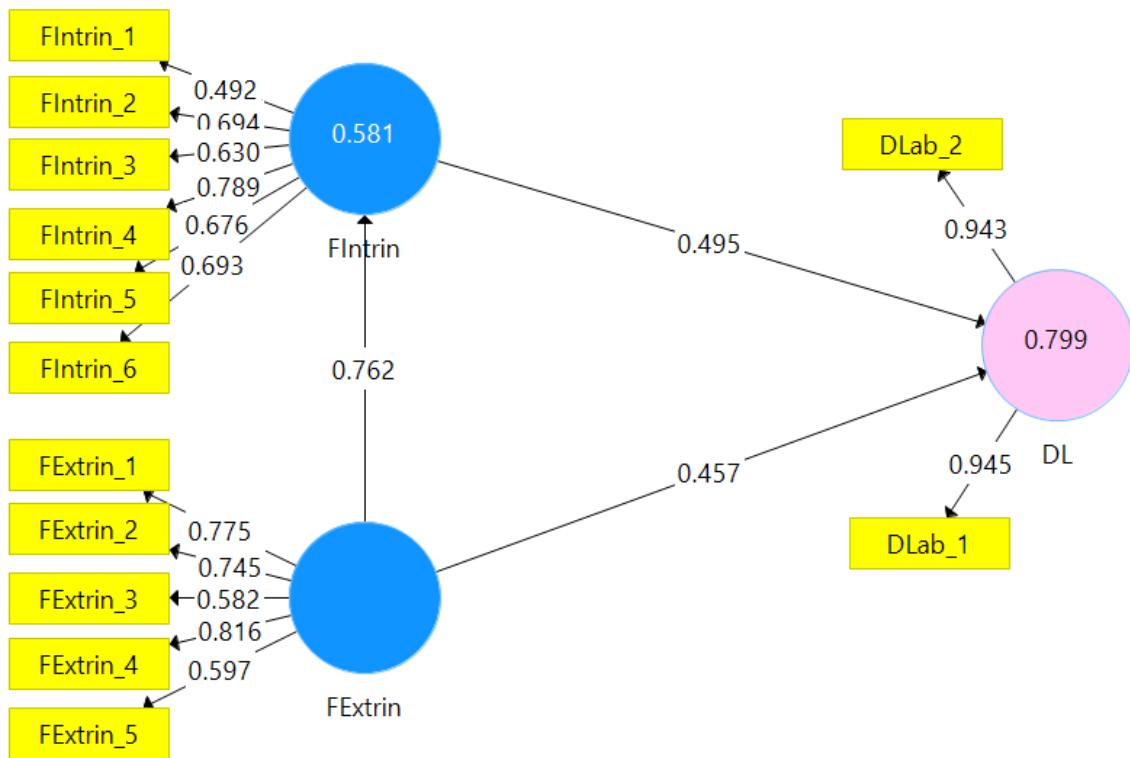 FIntrin_1
FIntrin_2
FIntrin_3
FIntrin_4
FIntrin_5
FIntrin_6
0.492
0.694
0.630
0.789
0.676
0.693
0.581
FIntrin
0.762
0.495
0.457
FExtrin_1
FExtrin_2
FExtrin_3
FExtrin_4
FExtrin_5
0.775
0.745
0.582
0.816
0.597
FExtrin
DLab_2
0.943
0.799
DL
0.945
DLab_1